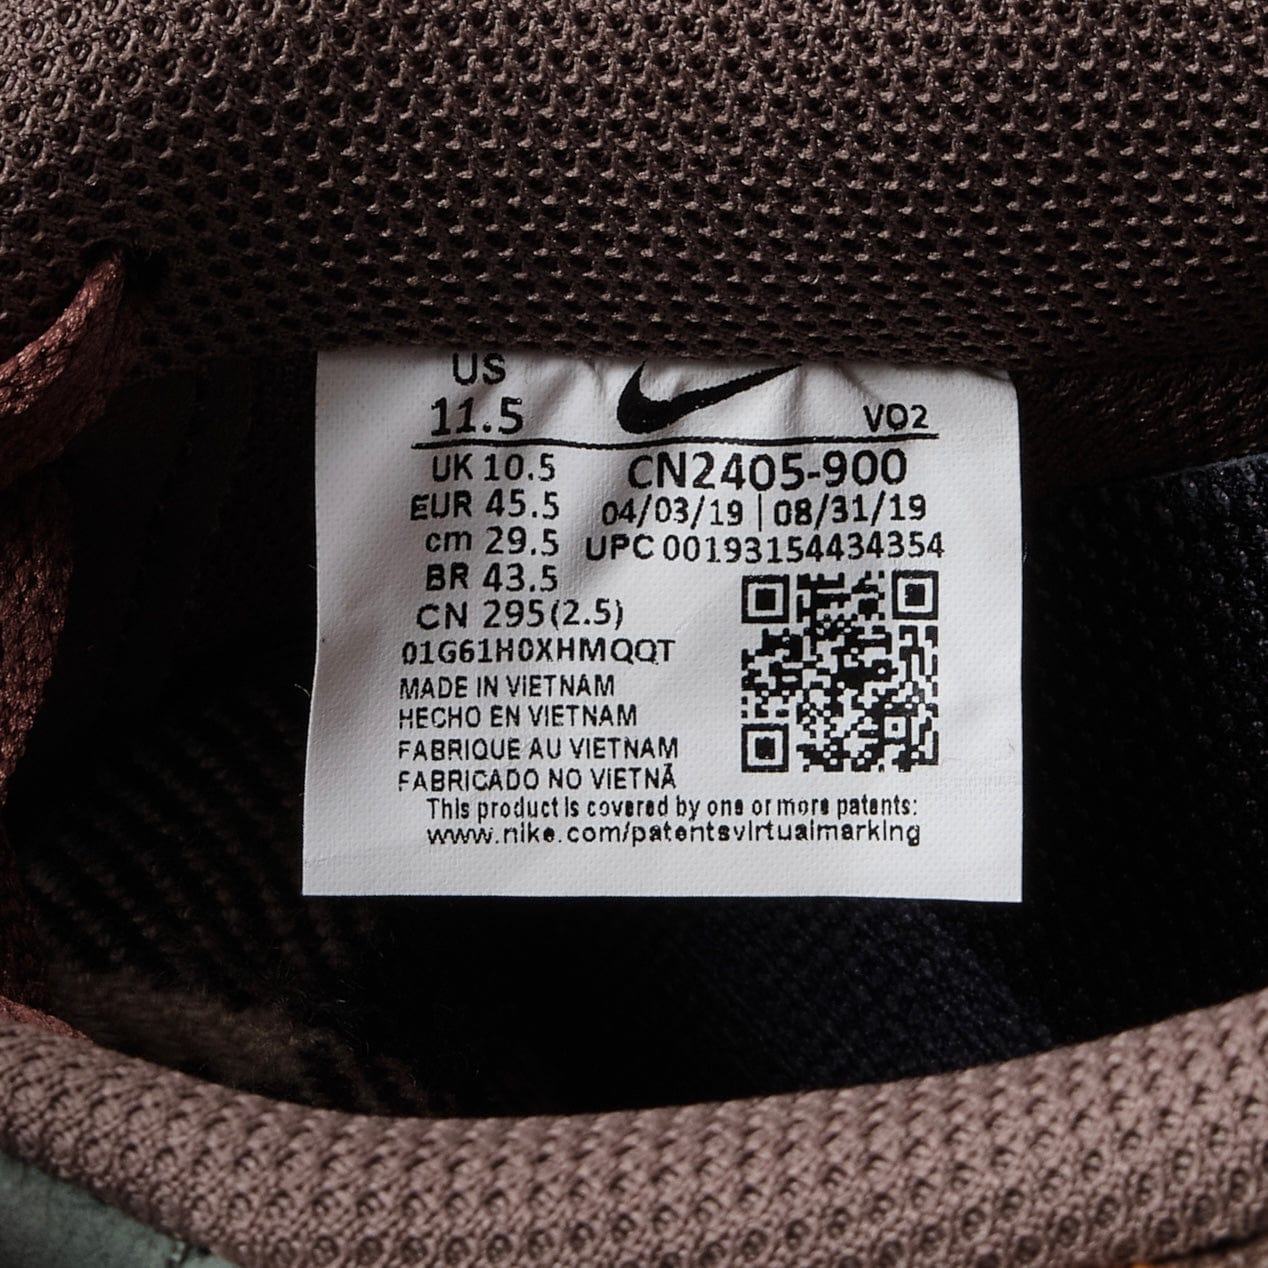 US
11.5
VO2
UK 10.5
EUR 45.5
cm 29.5
BR 43.5
CN 295(2.5)
CN2405-900
04/03/19 | 08/31/19
UPC 00193154434354
01G61H0XHMQQT
MADE IN VIETNAM
HECHO EN VIETNAM
FABRIQUE AU VIETNAM
FABRICADO NO VIETNÃ
This product is covered by one or more patents:
www.nike.com/patentsvirtualmarking